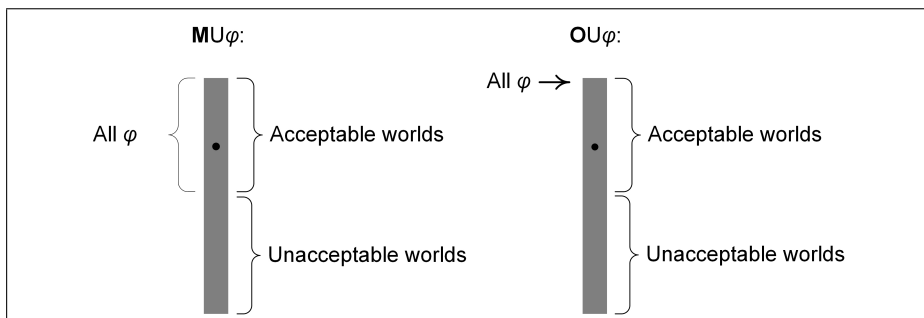 MUφ:
OUφ:
All φ
All φ
Acceptable worlds
Acceptable worlds
Unacceptable worlds
Unacceptable worlds